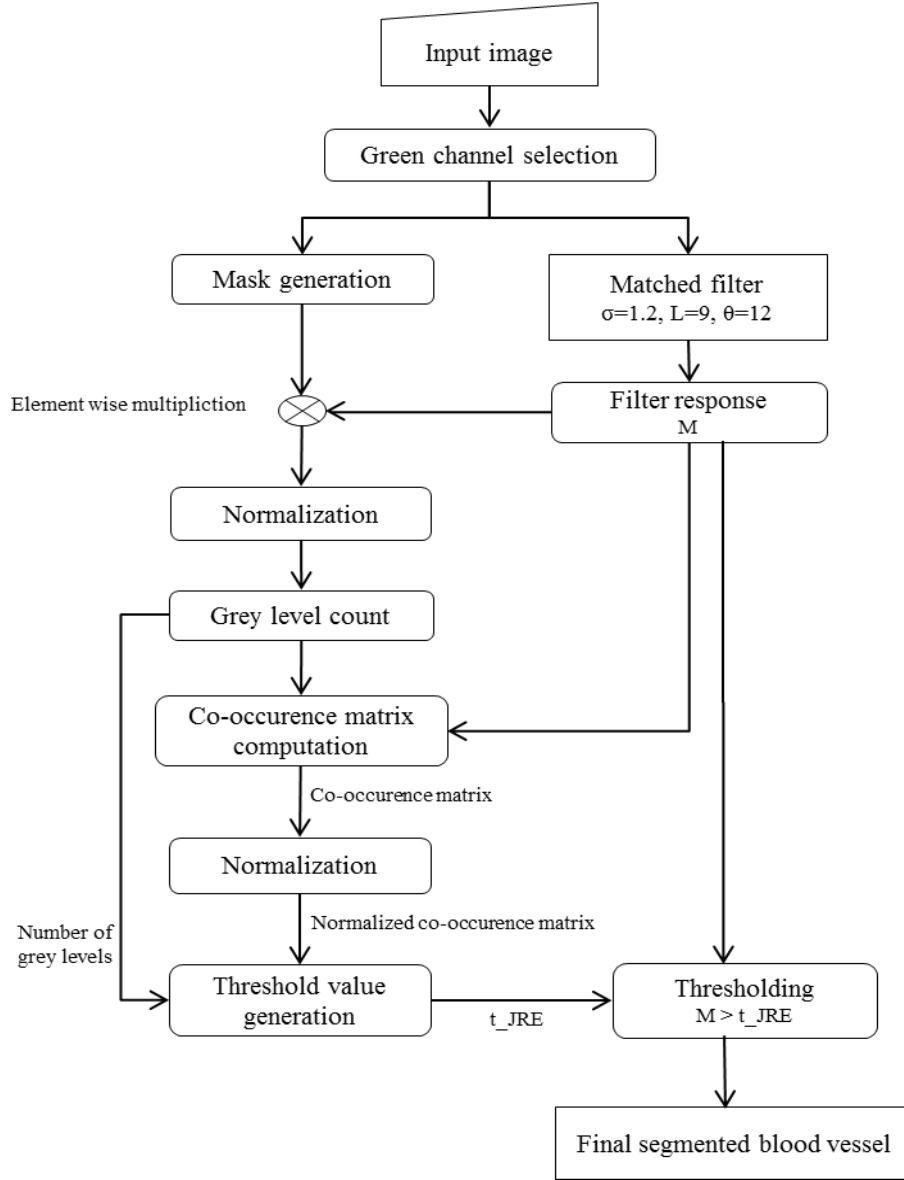 Input image
Green channel selection
Mask generation
Matched filter
σ=1.2, L=9, θ=12
Element wise multipliction
Filter response
M
Normalization
Grey level count
Co-occurence matrix
computation
Co-occurence matrix
Normalization
Normalized co-occurence matrix
Number of
grey levels
Threshold value
generation
t_JRE
Thresholding
M > t_JRE
Final segmented blood vessel